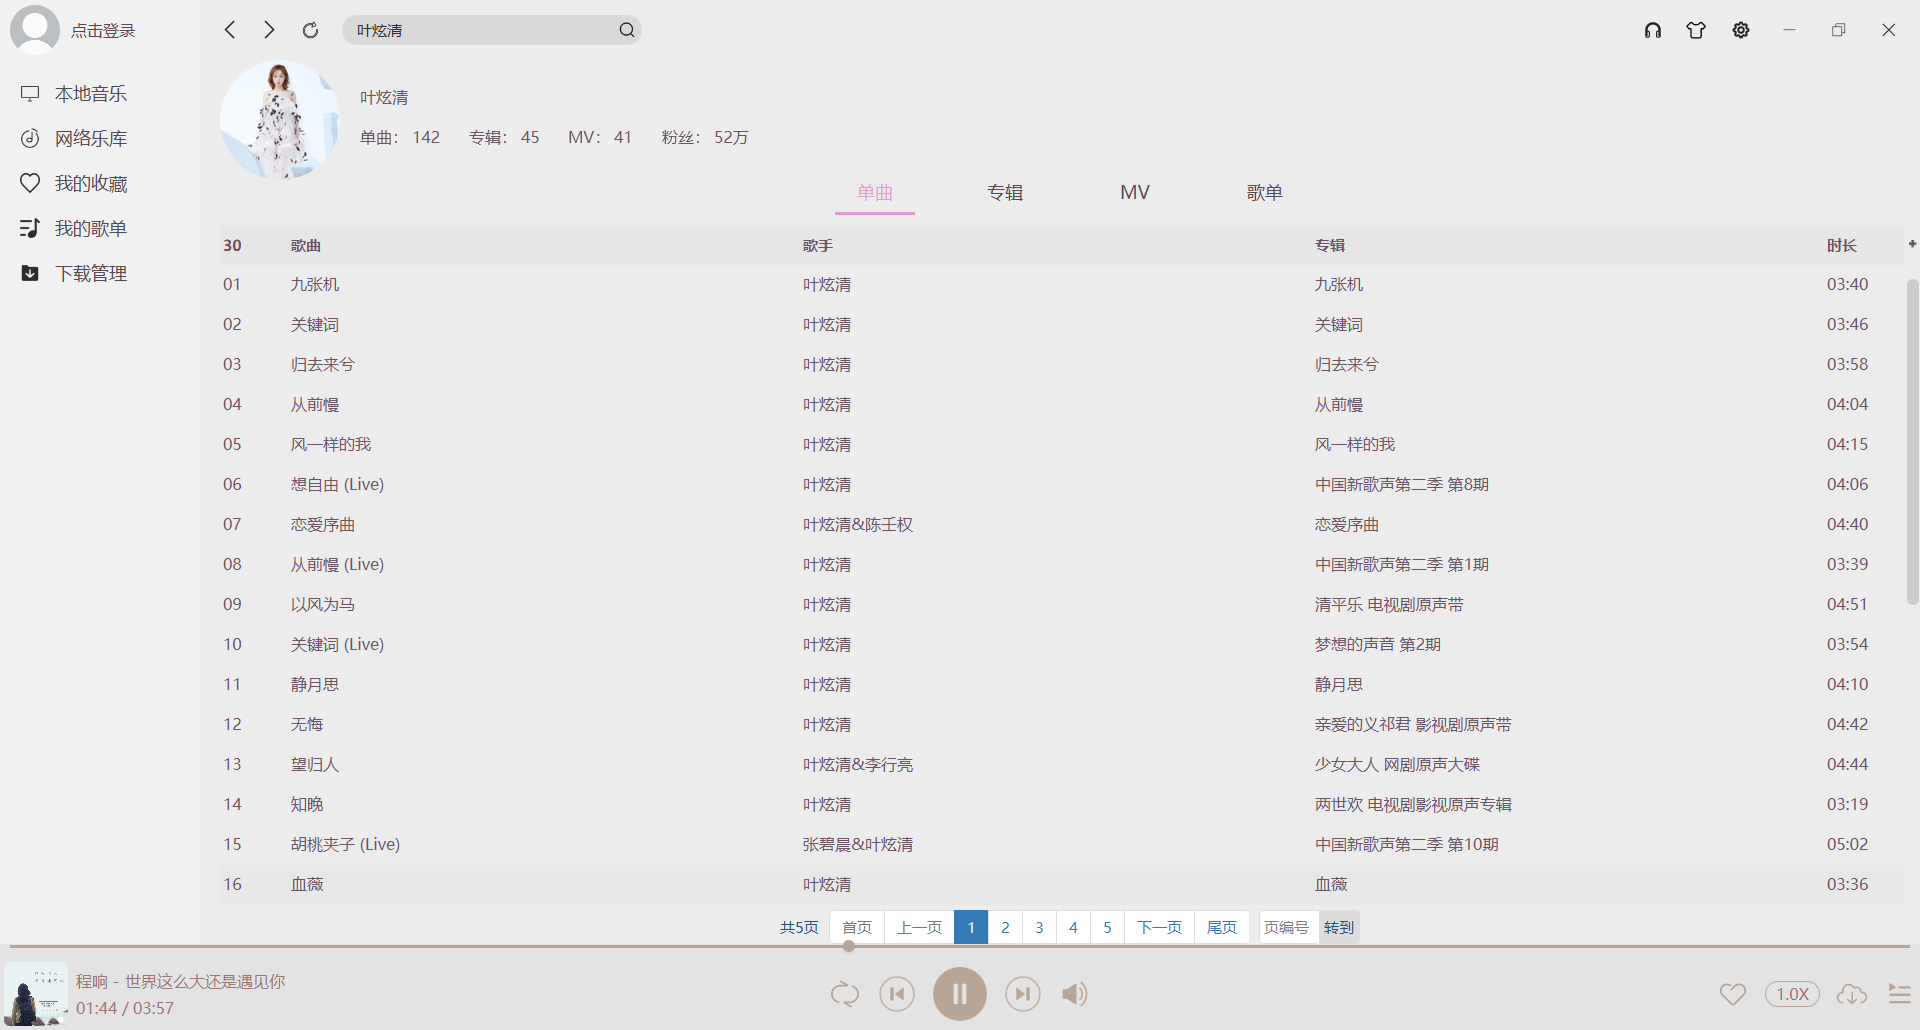 点击登录
叶炫清
本地音乐
网络乐库
我的收藏
我的歌单
下载管理
叶炫清
单曲： 142 专辑： 45 MV： 41 粉丝： 52万
单曲 专辑 MV 歌单
30 歌曲 歌手 专辑 时长
01 九张机 叶炫清 九张机 03:40
02 关键词 叶炫清 关键词 03:46
03 归去来兮 叶炫清 归去来兮 03:58
04 从前慢 叶炫清 从前慢 04:04
05 风一样的我 叶炫清 风一样的我 04:15
06 想自由 (Live) 叶炫清 中国新歌声第二季 第8期 04:06
07 恋爱序曲 叶炫清&陈壬权 恋爱序曲 04:40
08 从前慢 (Live) 叶炫清 中国新歌声第二季 第1期 03:39
09 以风为马 叶炫清 清平乐 电视剧原声带 04:51
10 关键词 (Live) 叶炫清 梦想的声音 第2期 03:54
11 静月思 叶炫清 静月思 04:10
12 无悔 叶炫清 亲爱的义祁君 影视剧原声带 04:42
13 望归人 叶炫清&李行亮 少女大人 网剧原声大碟 04:44
14 知晚 叶炫清 两世欢 电视剧影视原声专辑 03:19
15 胡桃夹子 (Live) 张碧晨&叶炫清 中国新歌声第二季 第10期 05:02
16 血薇 叶炫清 血薇 03:36
共5页 首页 上一页 1 2 3 4 5 下一页 尾页 页编号 转到
程响 - 世界这么大还是遇见你
01:44 / 03:57
1.0X